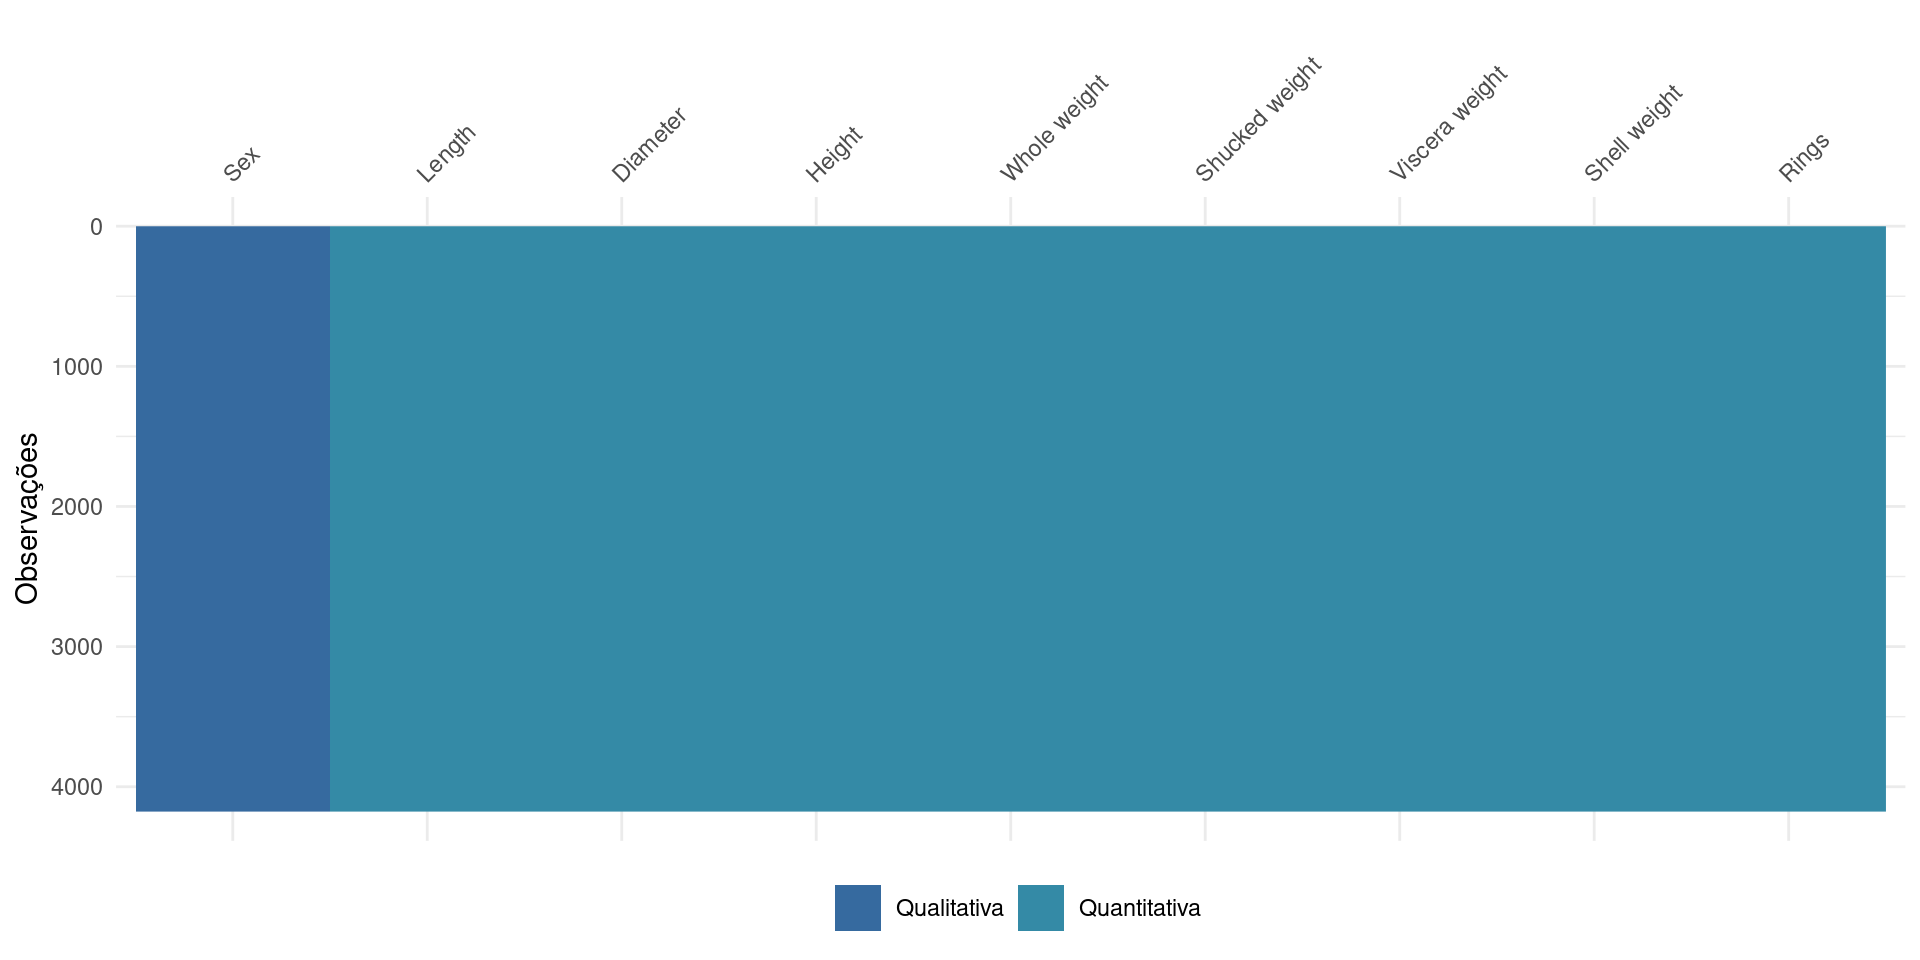 Sex
Length
Diameter
Height
Whole weight
Shucked weight
Viscera weight
Shell weight
Rings
0
1000
2000
3000
4000
Observações
Qualitativa
Quantitativa